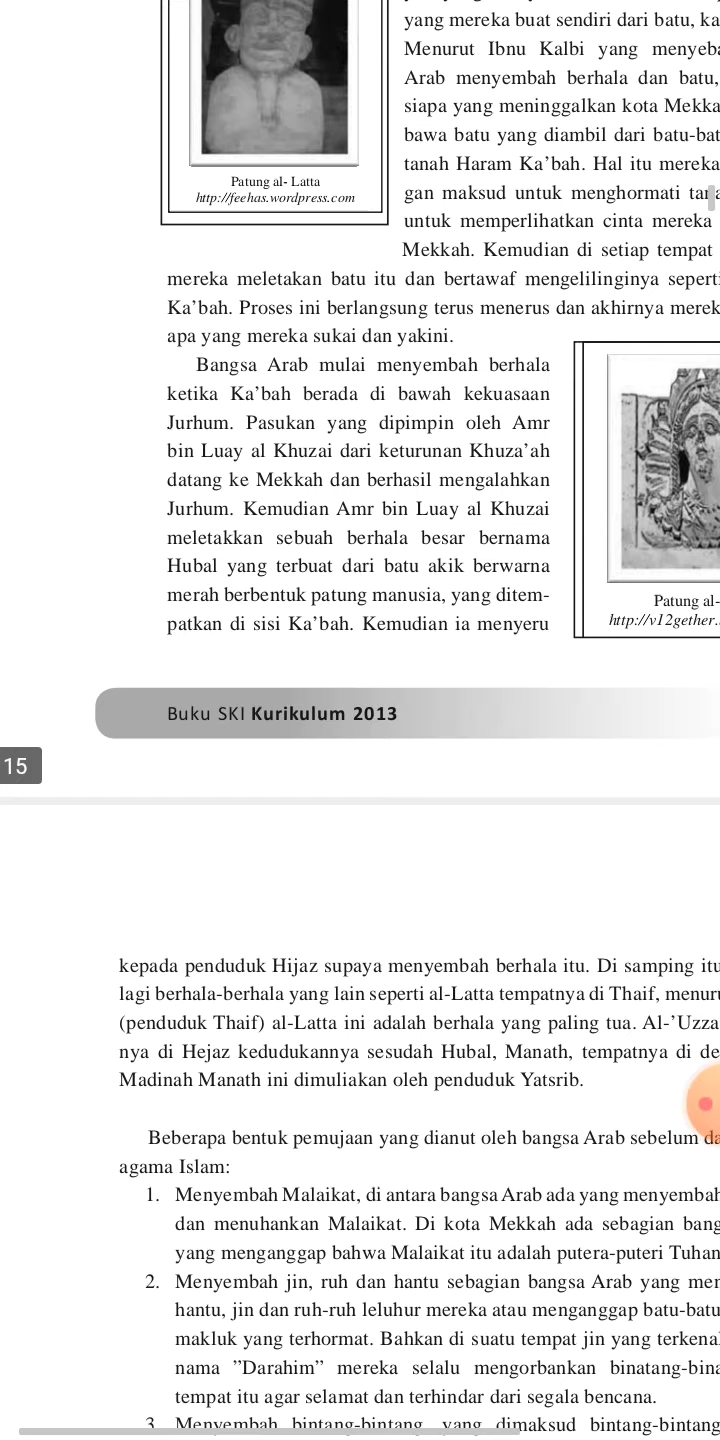 yang mereka buat sendiri dari batu, ka
Menurut Ibnu Kalbi yang menyeba
Arab menyembah berhala dan batu,
siapa yang meninggalkan kota Mekka
bawa batu yang diambil dari batu-bat
tanah Haram Ka'bah. Hal itu mereka
gan maksud untuk menghormati tana
untuk memperlihatkan cinta mereka
Mekkah. Kemudian di setiap tempat
Patung al- Latta
http://feehas.wordpress.com
mereka meletakan batu itu dan bertawaf mengelilinginya seperti
Ka'bah. Proses ini berlangsung terus menerus dan akhirnya merek
apa yang mereka sukai dan yakini.
Bangsa Arab mulai menyembah berhala
ketika Ka'bah berada di bawah kekuasaan
Jurhum. Pasukan yang dipimpin oleh Amr
bin Luay al Khuzai dari keturunan Khuza'ah
datang ke Mekkah dan berhasil mengalahkan
Jurhum. Kemudian Amr bin Luay al Khuzai
meletakkan sebuah berhala besar bernama
Hubal yang terbuat dari batu akik berwarna
merah berbentuk patung manusia, yang ditem-
patkan di sisi Ka'bah. Kemudian ia menyeru
Patung al-
http://v12gether.
Buku SKI Kurikulum 2013
15
kepada penduduk Hijaz supaya menyembah berhala itu. Di samping itu
lagi berhala-berhala yang lain seperti al-Latta tempatnya di Thaif, menuru
(penduduk Thaif) al-Latta ini adalah berhala yang paling tua. Al-'Uzza
nya di Hejaz kedudukannya sesudah Hubal, Manath, tempatnya di de
Madinah Manath ini dimuliakan oleh penduduk Yatsrib.
Beberapa bentuk pemujaan yang dianut oleh bangsa Arab sebelum da
agama Islam:
1. Menyembah Malaikat, di antara bangsa Arab ada yang menyembah
dan menuhankan Malaikat. Di kota Mekkah ada sebagian bang
yang menganggap bahwa Malaikat itu adalah putera-puteri Tuhan
2. Menyembah jin, ruh dan hantu sebagian bangsa Arab yang men
hantu, jin dan ruh-ruh leluhur mereka atau menganggap batu-batu
makluk yang terhormat. Bahkan di suatu tempat jin yang terkenal
nama ”Darahim” mereka selalu mengorbankan binatang-bina
tempat itu agar selamat dan terhindar dari segala bencana.
3 Menyembah bintang-bintang yang dimaksud bintang-bintang